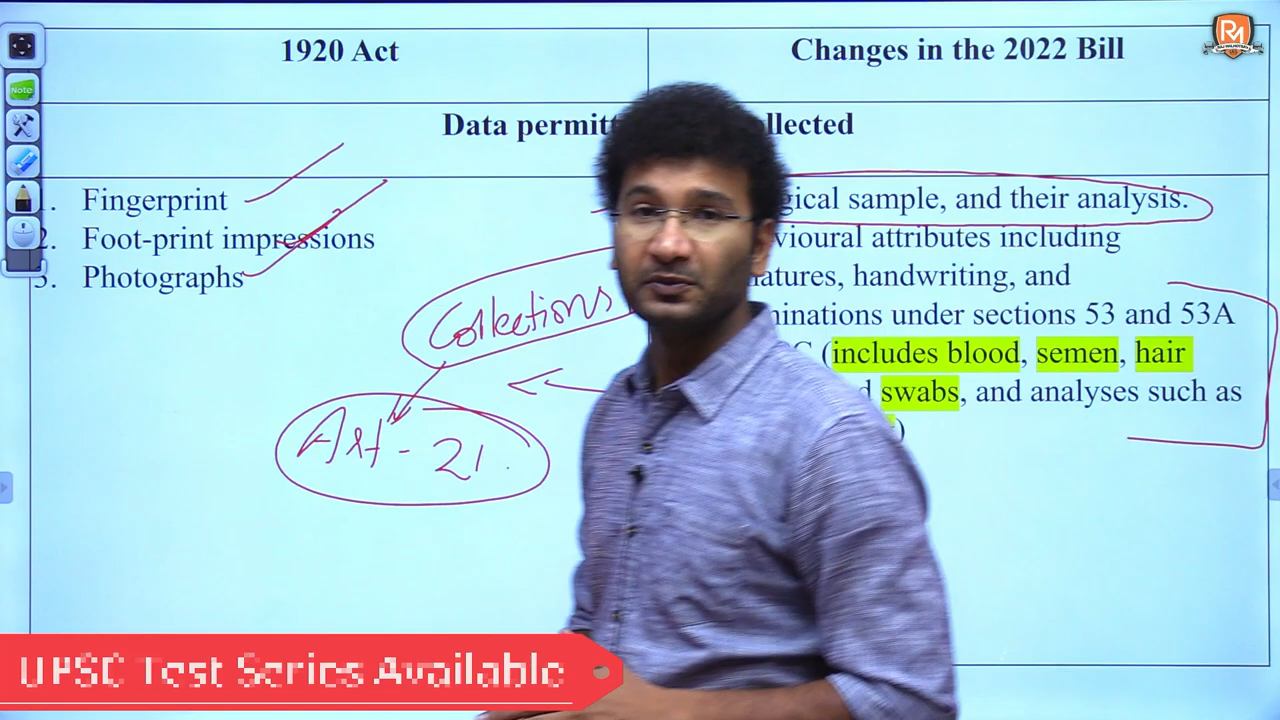 1920 Act
Changes in the 2022 Bill
Data llected
1. Fingerprint
2. Foot-print impressions
3. Photographs
gical sample, and their analysis.
vioural attributes including
natures, handwriting, and
minations under sections 53 and 53A
C (includes blood, semen, hair
swabs, and analyses such as
)
Collections
Art - 21.
Note
RM
UPSC Test Series Available